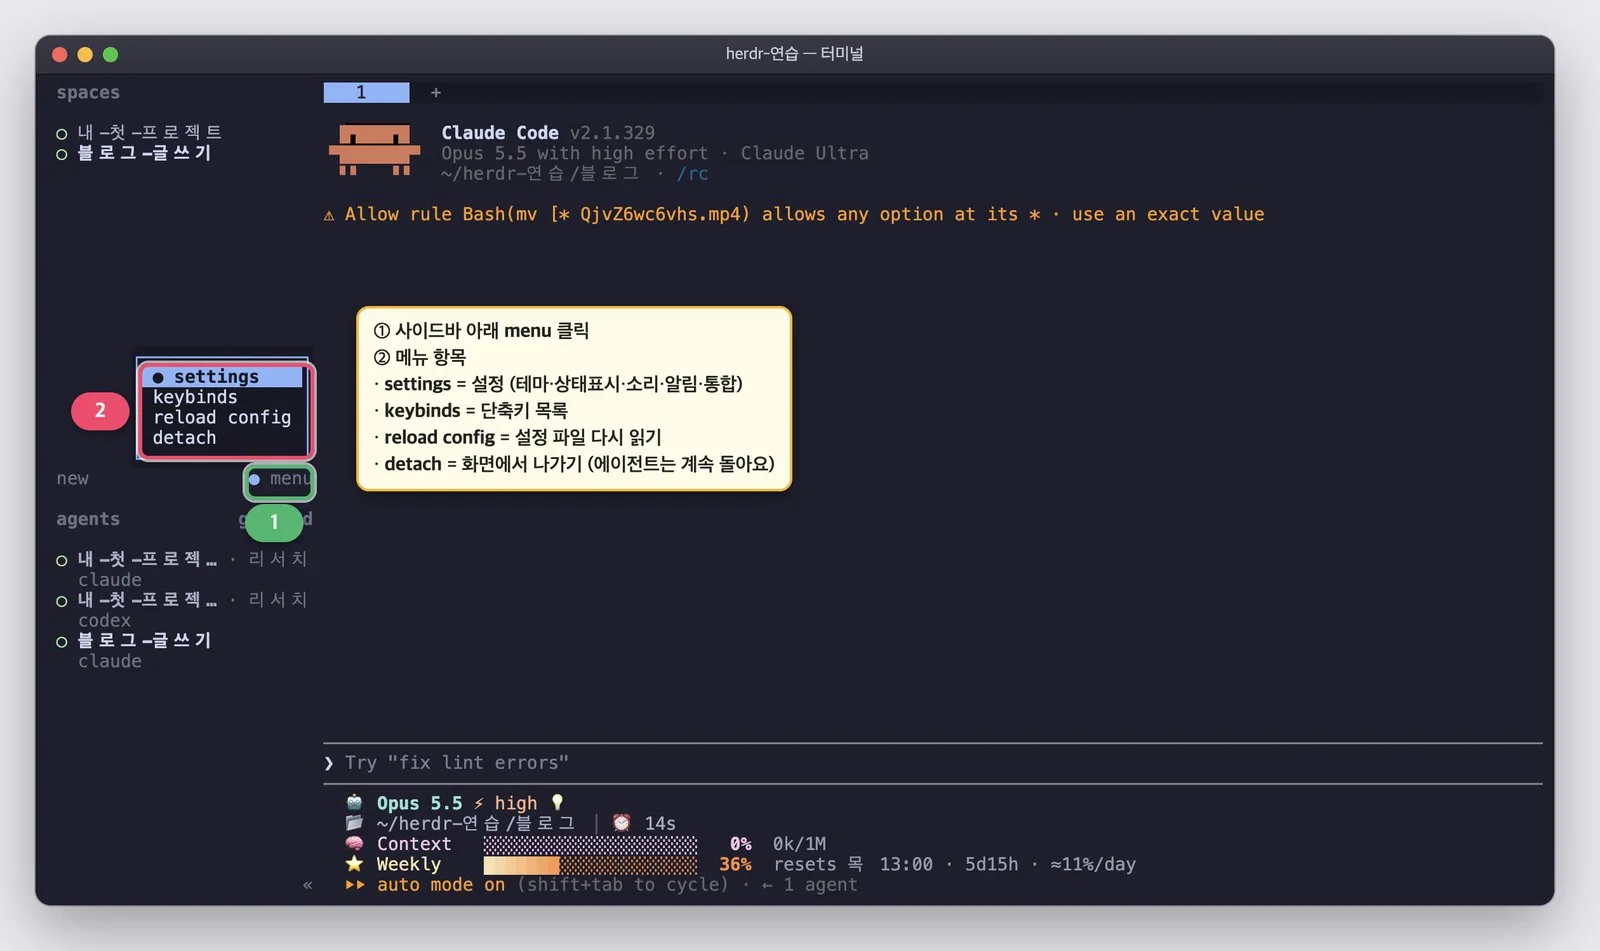 herdr-연습 — 터미널
spaces
1 +
내-첫-프로젝트
블로그-글쓰기
Claude Code v2.1.329
Opus 5.5 with high effort · Claude Ultra
~/herdr-연습/블로그 · /rc
⚠ Allow rule Bash(mv [* QjvZ6wc6vhs.mp4) allows any option at its * · use an exact value
① 사이드바 아래 menu 클릭
② 메뉴 항목
· settings = 설정 (테마·상태표시·소리·알림·통합)
· keybinds = 단축키 목록
· reload config = 설정 파일 다시 읽기
· detach = 화면에서 나가기 (에이전트는 계속 돌아요)
2
● settings
keybinds
reload config
detach
new
● menu
agents
1
내-첫-프로젝… · 리서치
claude
내-첫-프로젝… · 리서치
codex
블로그-글쓰기
claude
❯ Try "fix lint errors"
Opus 5.5 ⚡ high
~/herdr-연습/블로그 | ⏰ 14s
Context 0% 0k/1M
Weekly 36% resets 목 13:00 · 5d15h · ≈11%/day
« ▸▸ auto mode on (shift+tab to cycle) · ← 1 agent